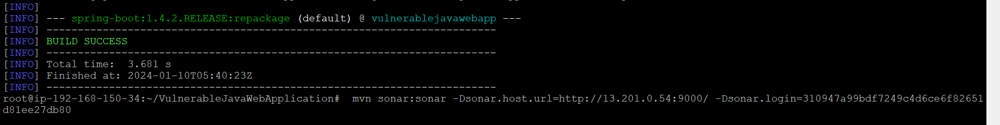 [INFO]
[INFO] --- spring-boot:1.4.2.RELEASE:repackage (default) @ vulnerablejavawebapp ---
[INFO] ------------------------------------------------------------------------
[INFO] BUILD SUCCESS
[INFO] ------------------------------------------------------------------------
[INFO] Total time:  3.681 s
[INFO] Finished at: 2024-01-10T05:40:23Z
[INFO] ------------------------------------------------------------------------
root@ip-192-168-150-34:~/VulnerableJavaWebApplication#  mvn sonar:sonar -Dsonar.host.url=http://13.201.0.54:9000/ -Dsonar.login=310947a99bdf7249c4d6ce6f82651
d81ee27db80